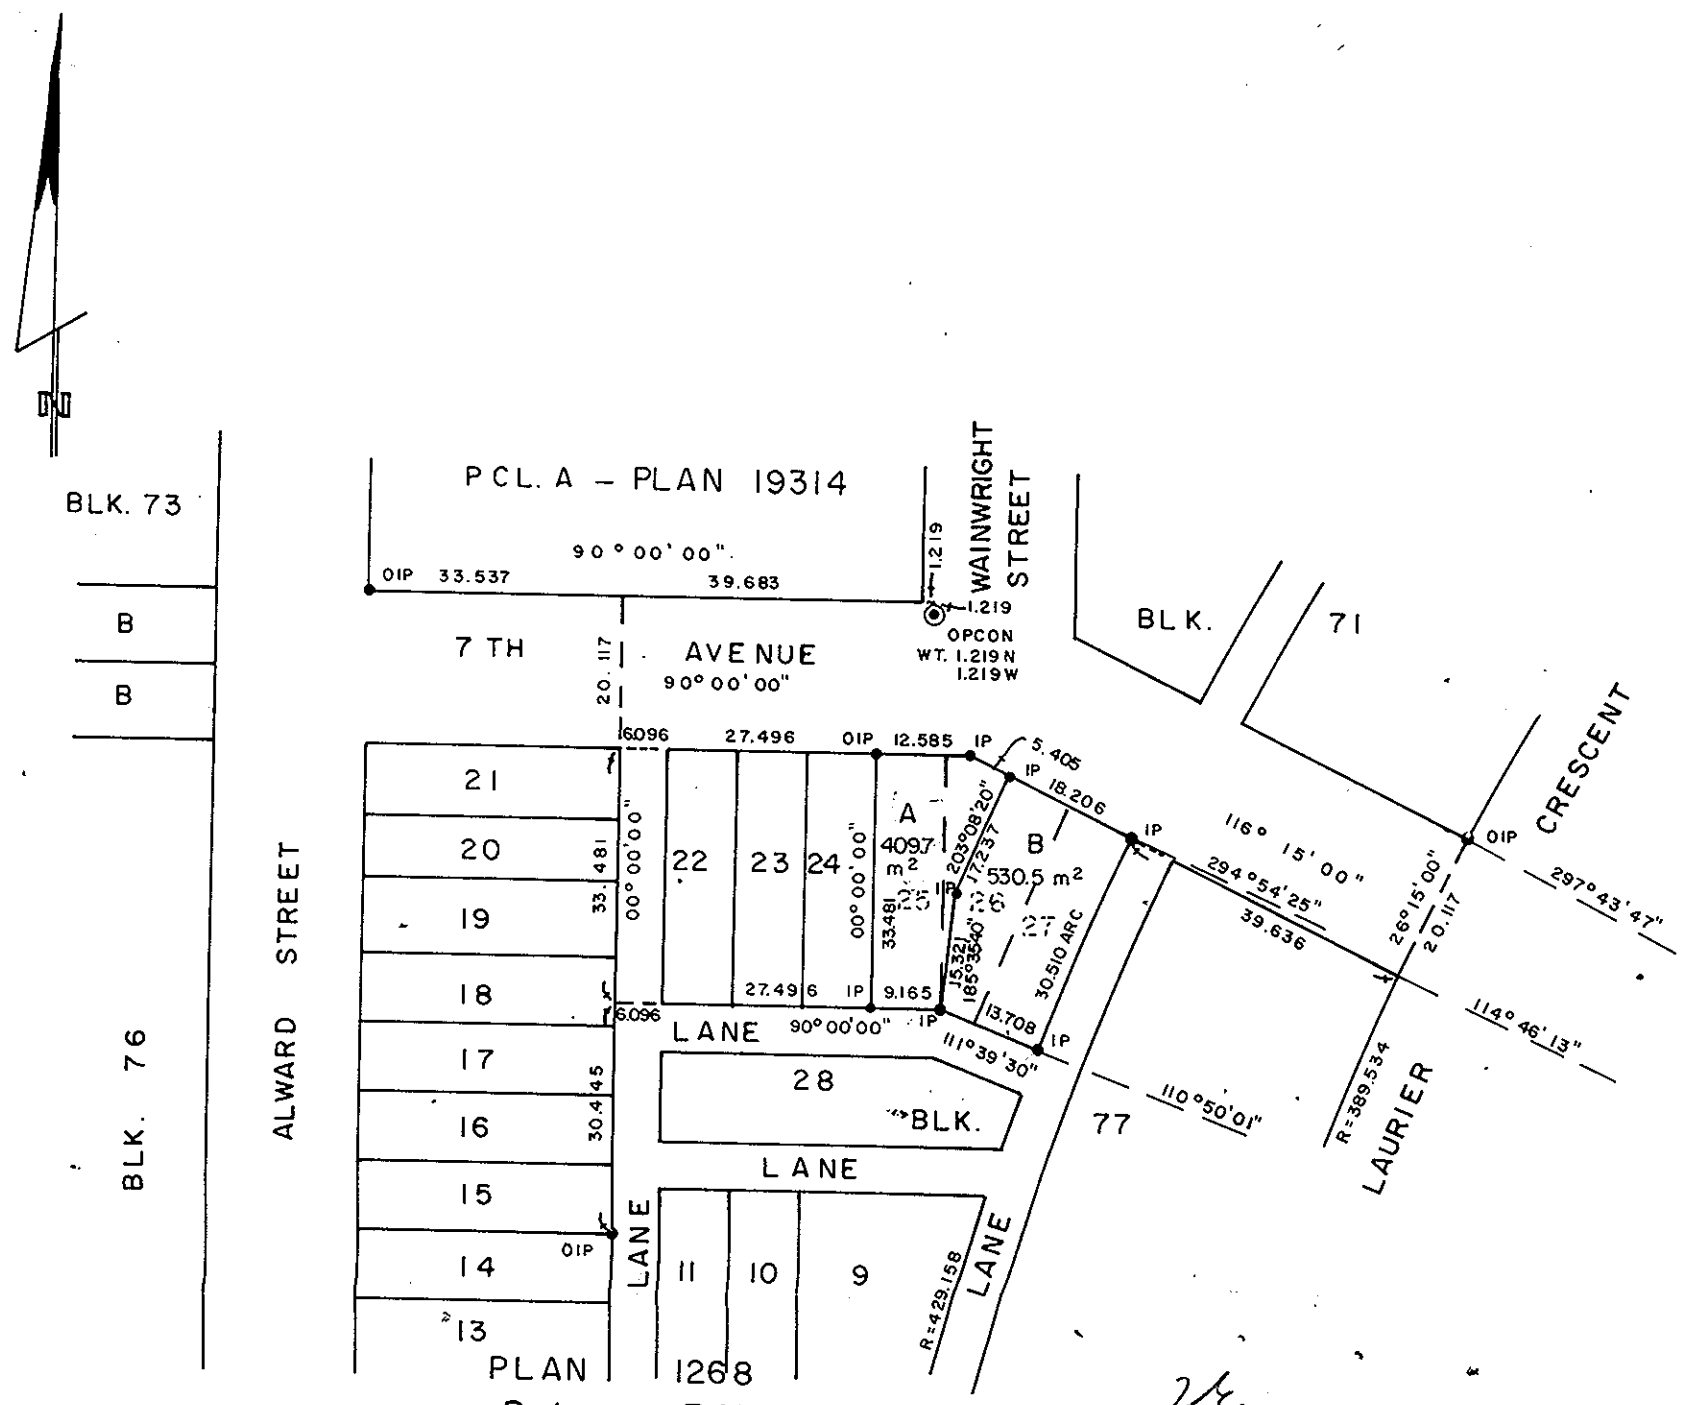 N
BLK. 73
B
B
PCL. A – PLAN 19314
90°00'00"
OIP 33.537
39.683
1.219
1.219
WAINWRIGHT
STREET
OPCON
WT. 1.219 N
1.219 W
BLK.
71
7 TH
AVENUE
90°00'00"
20.117
6.096
27.496
OIP 12.585 IP
5.405
IP
18.206
IP
116° 15' 00"
294°54'25"
39.636
OIP
26°15'00"
20.117
297°43'47"
114° 46' 13"
CRESCENT
LAURIER
R=389.534
21
20
19
18
17
16
15
14
13
33.481
00°00'00"
22
23
24
00°00'00"
33.481
A
409.7
m²
25
203°08'20"
17.237
IP
B
530.5 m²
26
27
15.321
185°35'40"
30.510 ARC
27.496
IP
9.165
6.096
LANE
90°00'00"
IP
13.708
IP
111°39'30"
110°50'01"
77
28
BLK.
LANE
30.445
OIP
LANE
11
10
9
R=429.158
LANE
ALWARD STREET
BLK. 76
PLAN 1268